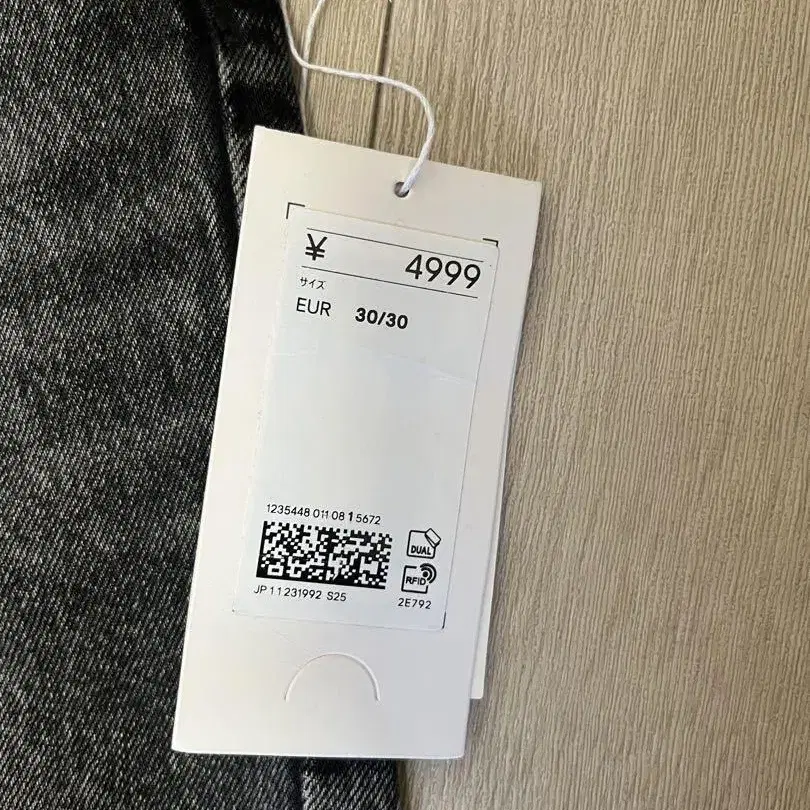 ¥ 4999
サイズ
EUR 30/30
1235448 011 08 1 5672
DUAL
RFID
JP 11231992 S25
2E792